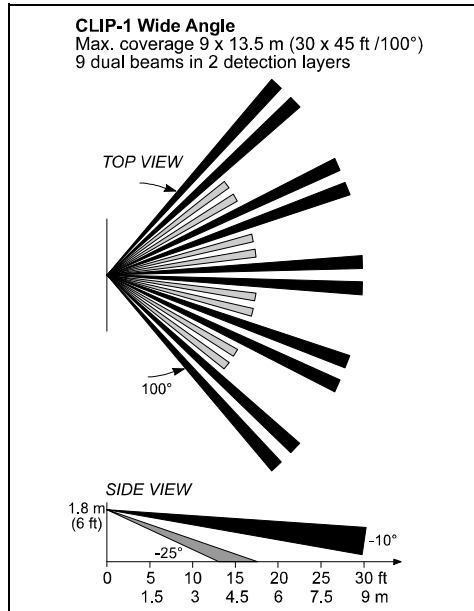 CLIP-1 Wide Angle
Max. coverage 9 x 13.5 m (30 x 45 ft /100°)
9 dual beams in 2 detection layers
TOP VIEW
100°
SIDE VIEW
1.8 m
(6 ft)
-10°
-25°
0 5 10 15 20 25 30 ft
1.5 3 4.5 6 7.5 9 m